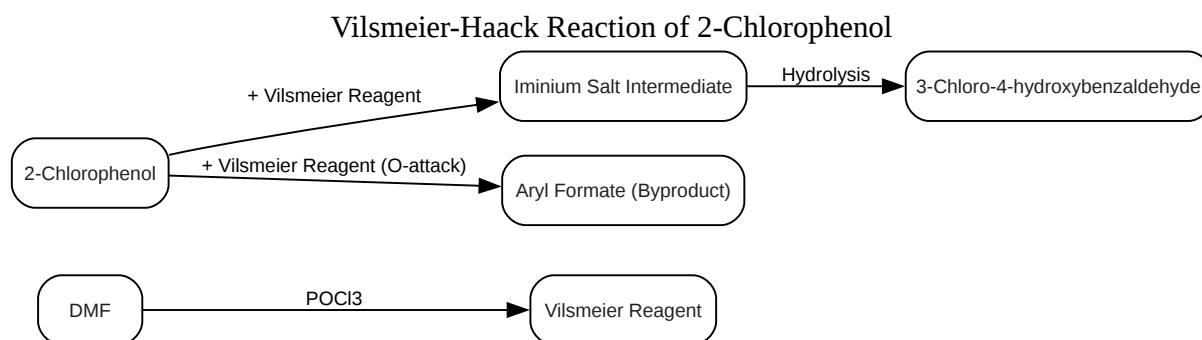 Vilsmeier-Haack Reaction of 2-Chlorophenol
+ Vilsmeier Reagent
Iminium Salt Intermediate
Hydrolysis
3-Chloro-4-hydroxybenzaldehyde
2-Chlorophenol
+ Vilsmeier Reagent (O-attack)
Aryl Formate (Byproduct)
DMF
POCl3
Vilsmeier Reagent